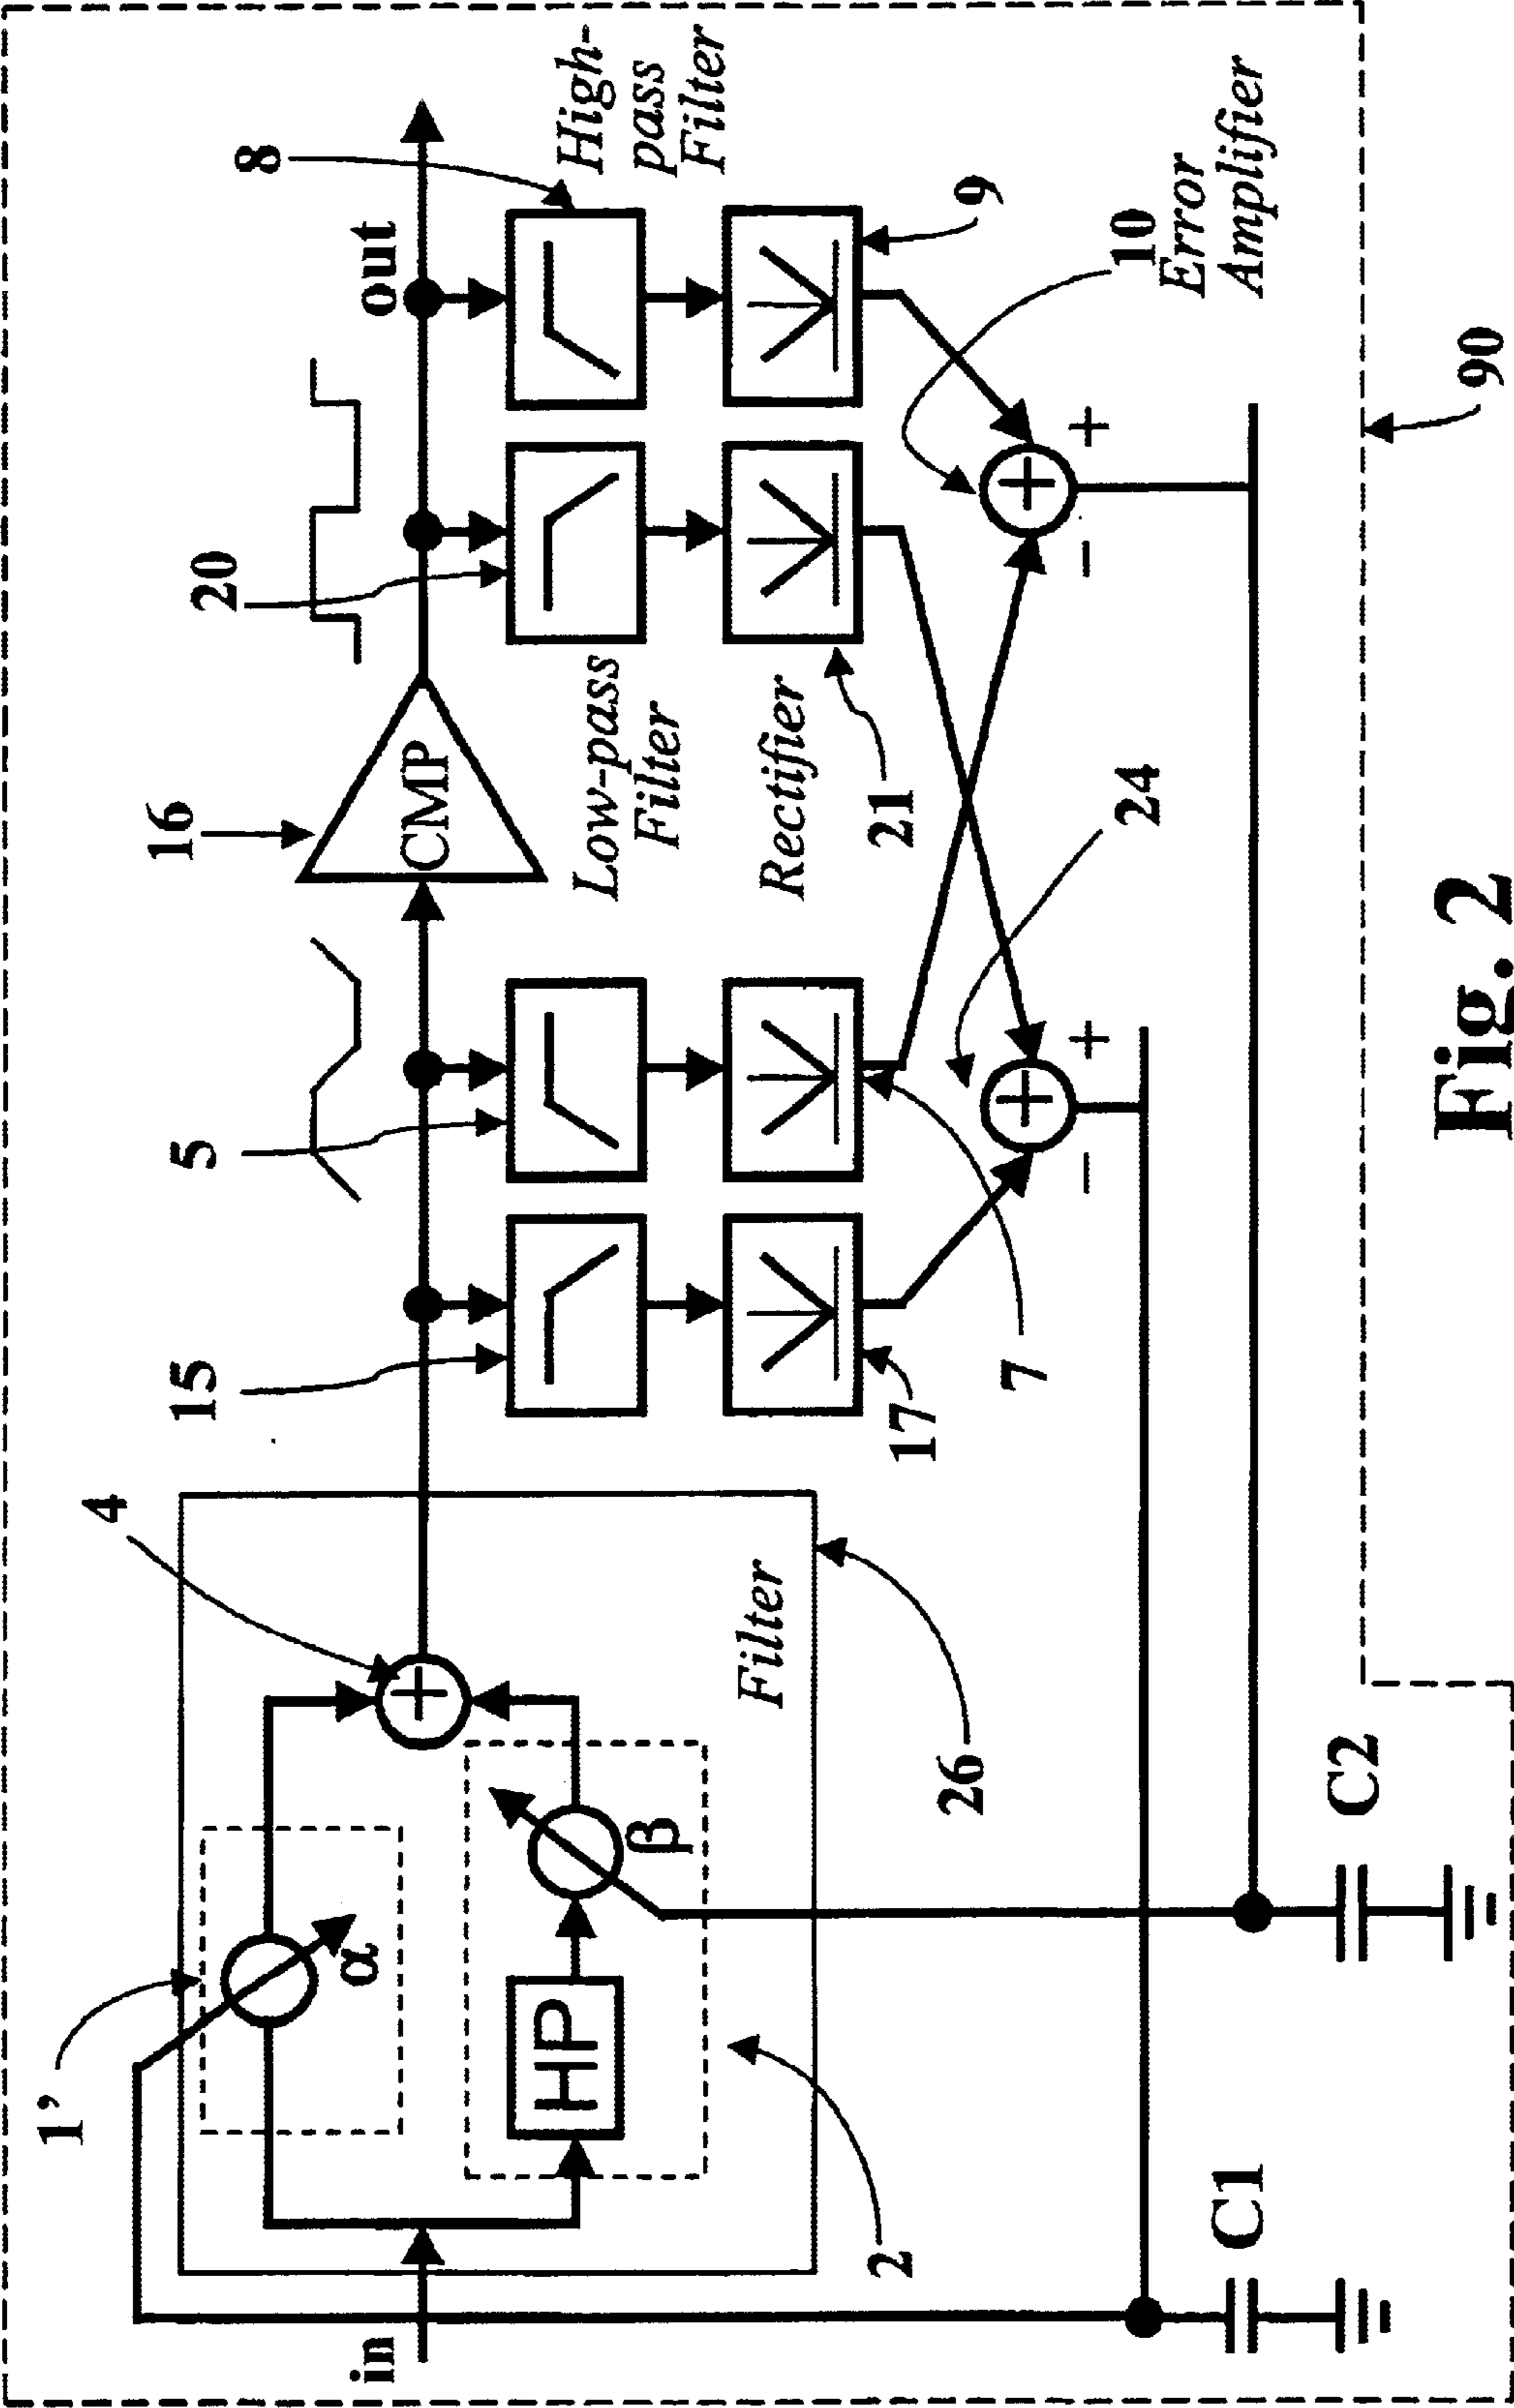 1’
4
15
5
16
20
8
in
α
HP
β
CMP
out
Filter
Low-pass
Filter
High-
pass
Filter
Rectifier
2
26
17
7
21
9
24
10
Error
Amplifier
+
−
+
−
C1
C2
90
Fig. 2